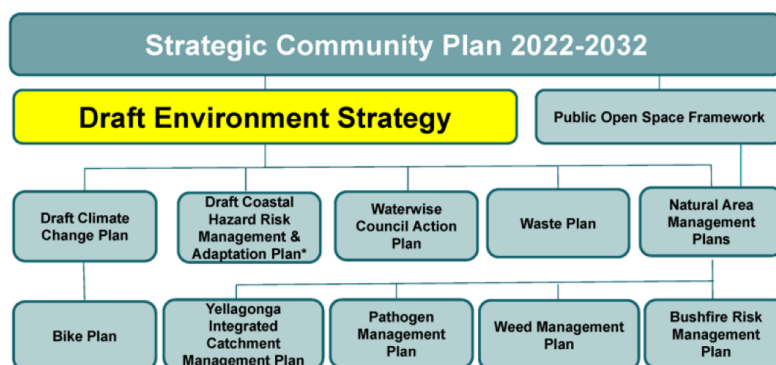 Strategic Community Plan 2022-2032
Draft Environment Strategy
Public Open Space Framework
Draft Climate
Change Plan
Draft Coastal
Hazard Risk
Management &
Adaptation Plan*
Waterwise
Council Action
Plan
Waste Plan
Natural Area
Management
Plans
Bike Plan
Yellagonga
Integrated
Catchment
Management Plan
Pathogen
Management
Plan
Weed Management
Plan
Bushfire Risk
Management
Plan